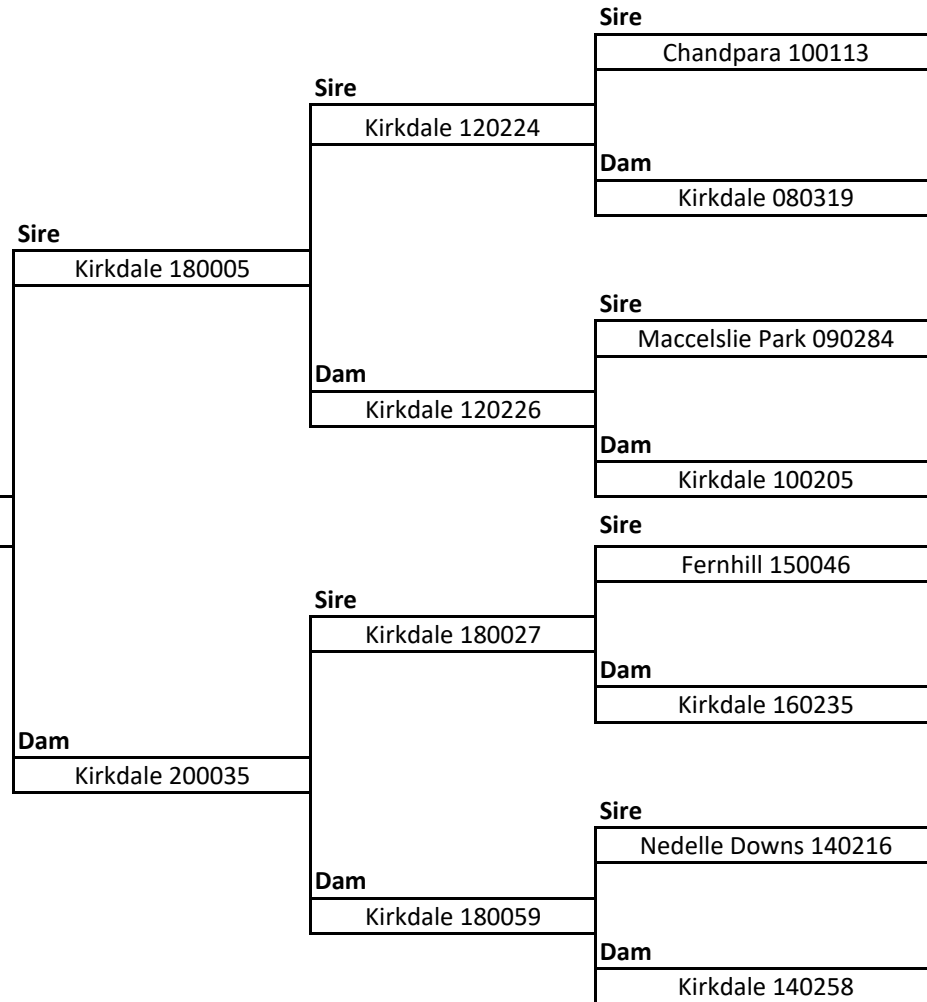 Sire
Chandpara 100113
Sire
Kirkdale 120224
Dam
Kirkdale 080319
Sire
Kirkdale 180005
Sire
Maccelslie Park 090284
Dam
Kirkdale 120226
Dam
Kirkdale 100205
Sire
Fernhill 150046
Sire
Kirkdale 180027
Dam
Kirkdale 160235
Dam
Kirkdale 200035
Sire
Nedelle Downs 140216
Dam
Kirkdale 180059
Dam
Kirkdale 140258